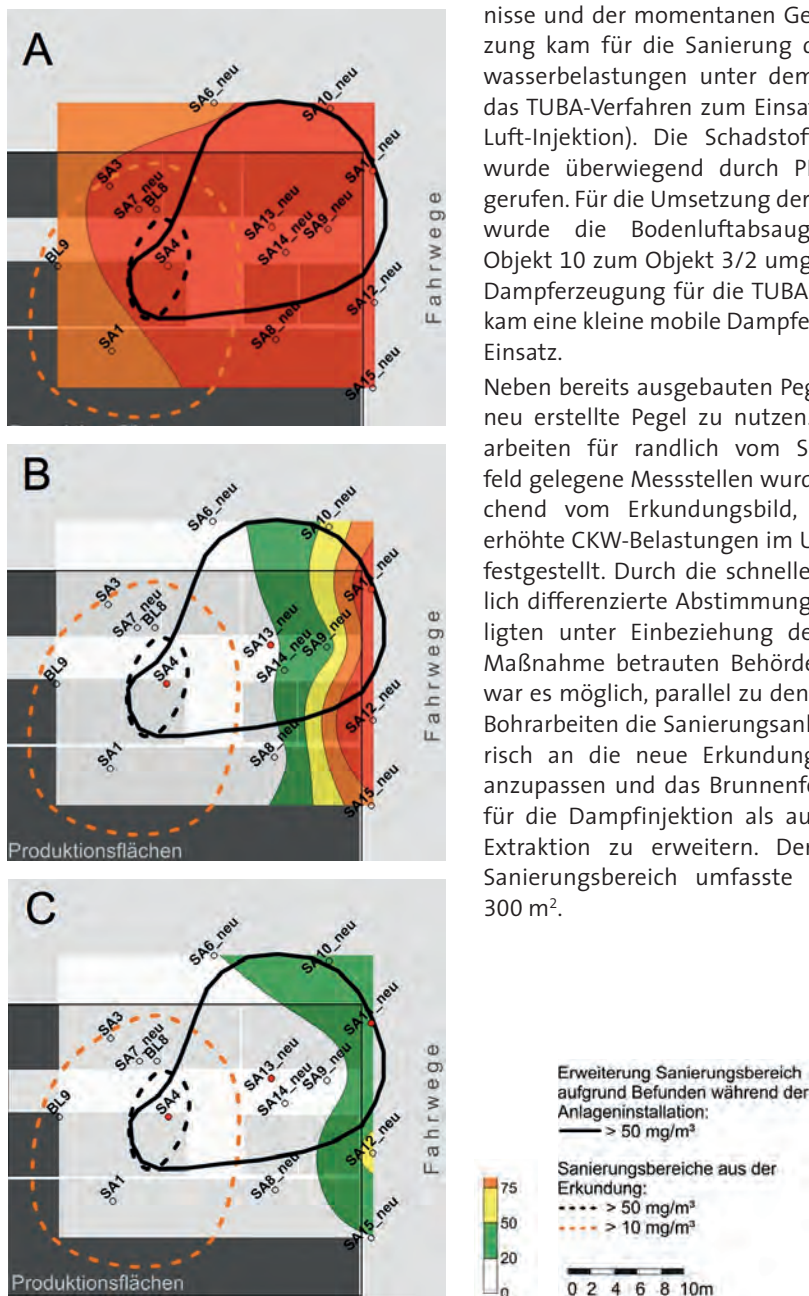 A
SA6_neu
SA10_neu
SA3
SA7_neu
BL8
SA13_neu
SA9_neu
BL9
SA4
SA14_neu
SA12_neu
SA1
SA8_neu
SA15_neu
Fahrwege
B
SA6_neu
SA10_neu
SA3
SA7_neu
BL8
SA13_neu
SA9_neu
BL9
SA4
SA14_neu
SA12_neu
SA1
SA8_neu
SA15_neu
Fahrwege
Produktionsflächen
C
SA6_neu
SA10_neu
SA3
SA7_neu
BL8
SA13_neu
SA9_neu
BL9
SA4
SA14_neu
SA12_neu
SA1
SA8_neu
SA15_neu
Fahrwege
Produktionsflächen
nisse und der momentanen Ge
zung kam für die Sanierung
wasserbelastungen unter dem
das TUBA-Verfahren zum Einsa
Luft-Injektion). Die Schadstof
wurde überwiegend durch
gerufen. Für die Umsetzung der
wurde die Bodenluftabsaug
Objekt 10 zum Objekt 3/2 umg
Dampferzeugung für die TUBA
kam eine kleine mobile Dampfe
Einsatz.
Neben bereits ausgebauten Peg
neu erstellte Pegel zu nutzen.
arbeiten für randlich vom S
feld gelegene Messstellen wurd
chend vom Erkundungsbild,
erhöhte CKW-Belastungen im U
festgestellt. Durch die schnelle
lich differenzierte Abstimmung
ligten unter Einbeziehung de
Maßnahme betrauten Behörde
war es möglich, parallel zu den
Bohrarbeiten die Sanierungsanl
risch an die neue Erkundung
anzupassen und das Brunnenf
für die Dampfinjektion als au
Extraktion zu erweitern. Der
Sanierungsbereich umfasste
300 m².
75
50
20
0
Erweiterung Sanierungsbereich
aufgrund Befunden während der
Anlageninstallation:
> 50 mg/m³
Sanierungsbereiche aus der
Erkundung:
> 50 mg/m³
> 10 mg/m³
0 2 4 6 8 10m